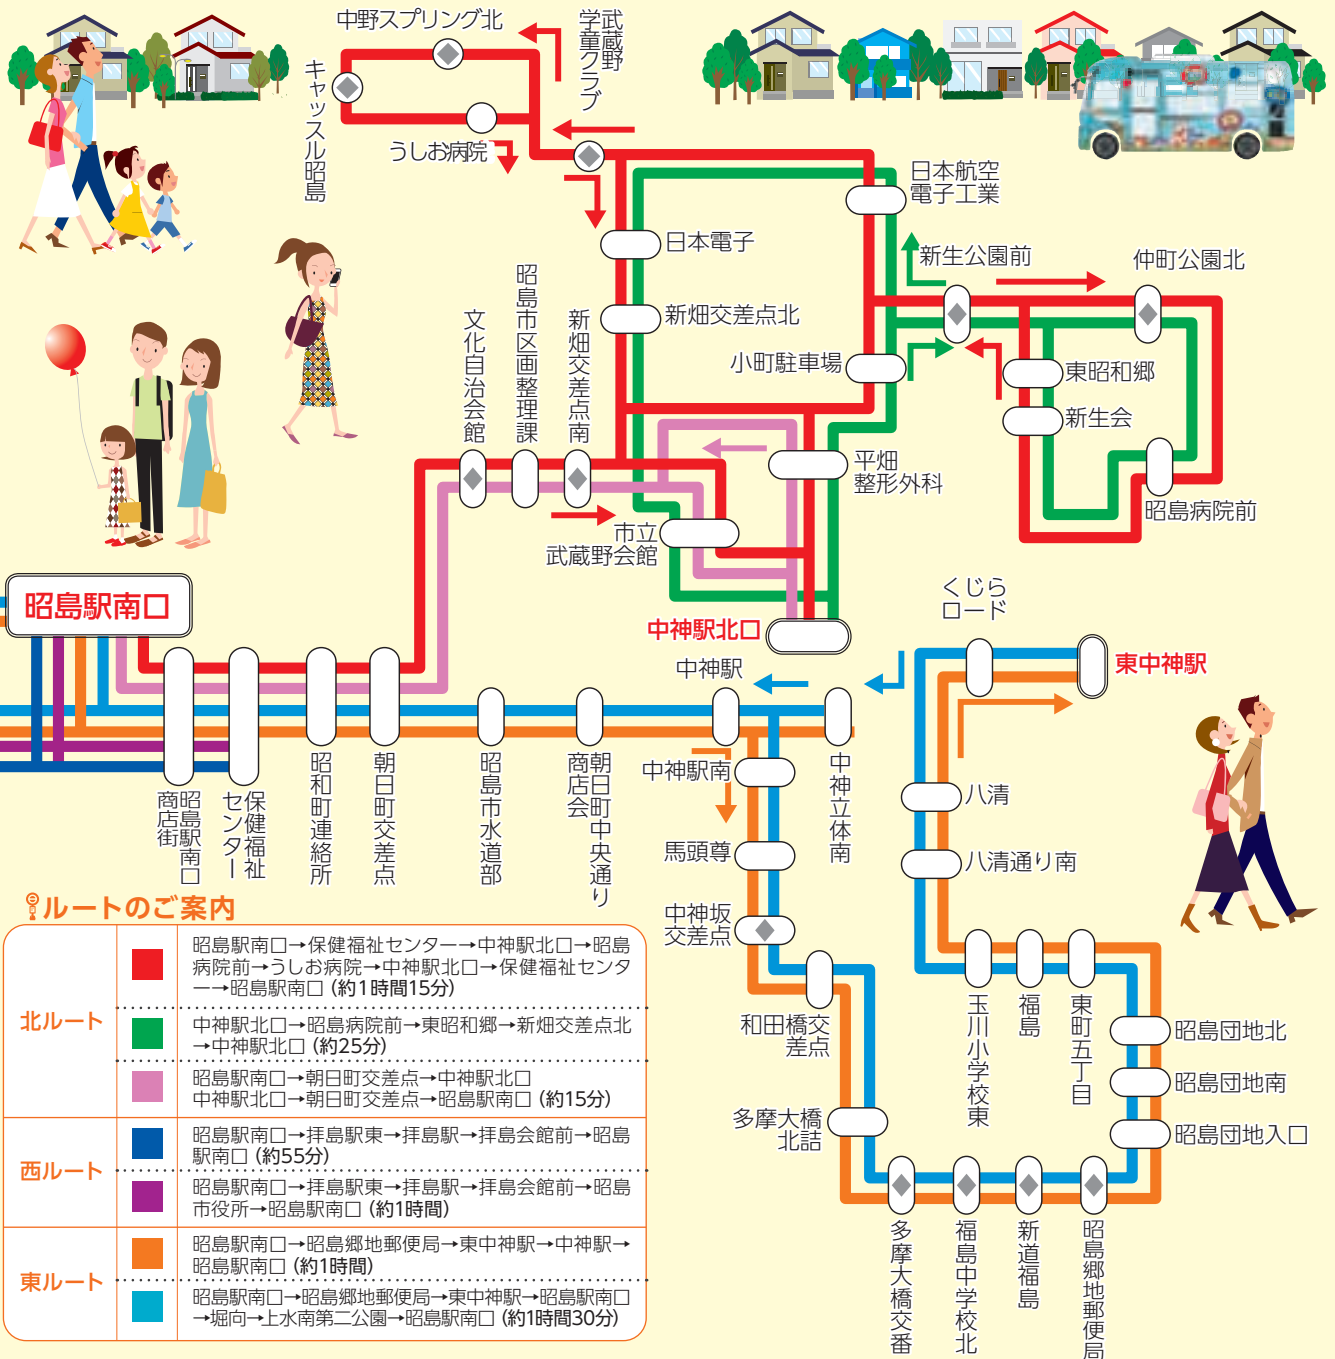 中野スプリング北
武蔵野
学童クラブ
キャッスル昭島
うしお病院
日本航空
電子工業
日本電子
新生公園前
仲町公園北
昭島市区画整理課
文化自治会館
新畑交差点南
新畑交差点北
小町駐車場
東昭和郷
新生会
平畑
整形外科
昭島病院前
市立
武蔵野会館
昭島駅南口
中神駅北口
くじら
ロード
東中神駅
中神駅
昭島駅南口
商店街
保健福祉
センター
昭和町連絡所
朝日町交差点
昭島市水道部
朝日町中央通り
商店会
中神駅南
中神立体南
八清
馬頭尊
八清通り南
中神坂
交差点
和田橋交
差点
玉川小学校東
福島
東町五丁目
昭島団地北
昭島団地南
昭島団地入口
多摩大橋
北詰
多摩大橋交番
福島中学校北
新道福島
昭島郷地郵便局
ルートのご案内
北ルート
昭島駅南口→保健福祉センター→中神駅北口→昭島
病院前→うしお病院→中神駅北口→保健福祉センタ
ー→昭島駅南口 (約1時間15分)
中神駅北口→昭島病院前→東昭和郷→新畑交差点北
→中神駅北口 (約25分)
昭島駅南口→朝日町交差点→中神駅北口
中神駅北口→朝日町交差点→昭島駅南口 (約15分)
西ルート
昭島駅南口→拝島駅東→拝島駅→拝島会館前→昭島
駅南口 (約55分)
昭島駅南口→拝島駅東→拝島駅→拝島会館前→昭島
市役所→昭島駅南口 (約1時間)
東ルート
昭島駅南口→昭島郷地郵便局→東中神駅→中神駅→
昭島駅南口 (約1時間)
昭島駅南口→昭島郷地郵便局→東中神駅→昭島駅南口
→堀向→上水南第二公園→昭島駅南口 (約1時間30分)